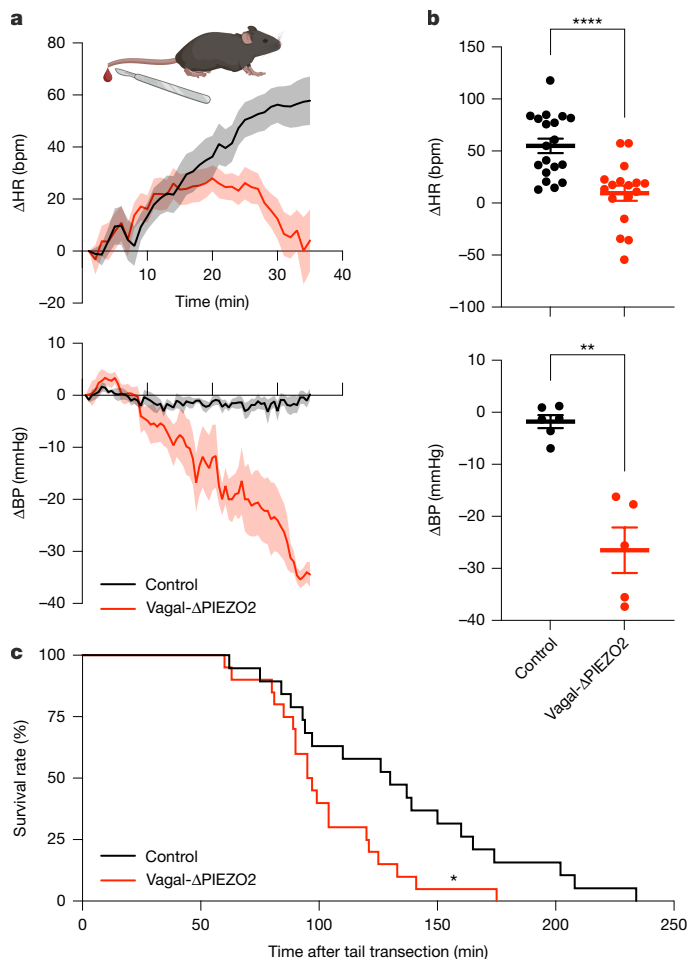 a
80
60
40
20
0
−20
ΔHR (bpm)
10
20
30
40
Time (min)
10
0
−10
−20
−30
−40
ΔBP (mmHg)
Control
Vagal-ΔPIEZO2
b
****
150
100
50
0
−50
−100
ΔHR (bpm)
**
10
0
−10
−20
−30
−40
ΔBP (mmHg)
Control
Vagal-ΔPIEZO2
c
100
75
50
25
0
Survival rate (%)
Control
Vagal-ΔPIEZO2
*
0
50
100
150
200
250
Time after tail transection (min)